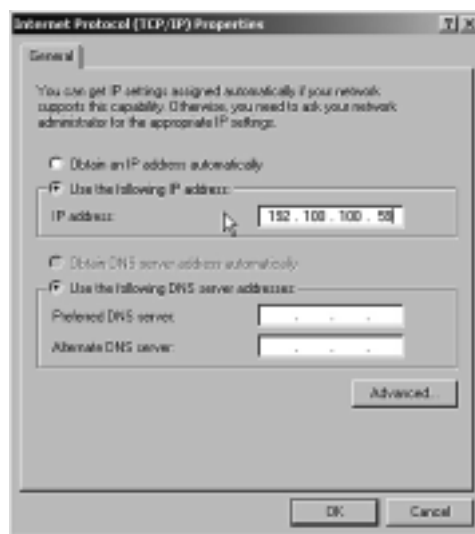 Internet Protocol (TCP/IP) Properties
General
You can get IP settings assigned automatically if your network
supports this capability. Otherwise, you need to ask your network
administrator for the appropriate IP settings.
Obtain an IP address automatically
Use the following IP address:
IP address: 192 . 100 . 100 . 58
Obtain DNS server address automatically
Use the following DNS server addresses:
Preferred DNS server:
Alternate DNS server:
Advanced...
OK Cancel